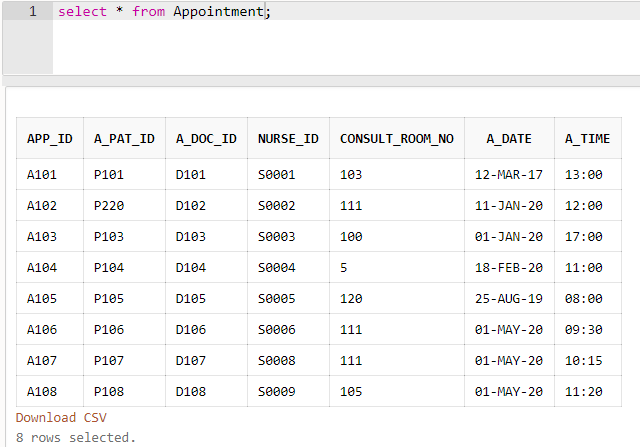 1 select * from Appointment;
APP_ID A_PAT_ID A_DOC_ID NURSE_ID CONSULT_ROOM_NO A_DATE A_TIME
A101 P101 D101 S0001 103 12-MAR-17 13:00
A102 P220 D102 S0002 111 11-JAN-20 12:00
A103 P103 D103 S0003 100 01-JAN-20 17:00
A104 P104 D104 S0004 5 18-FEB-20 11:00
A105 P105 D105 S0005 120 25-AUG-19 08:00
A106 P106 D106 S0006 111 01-MAY-20 09:30
A107 P107 D107 S0008 111 01-MAY-20 10:15
A108 P108 D108 S0009 105 01-MAY-20 11:20
Download CSV
8 rows selected.